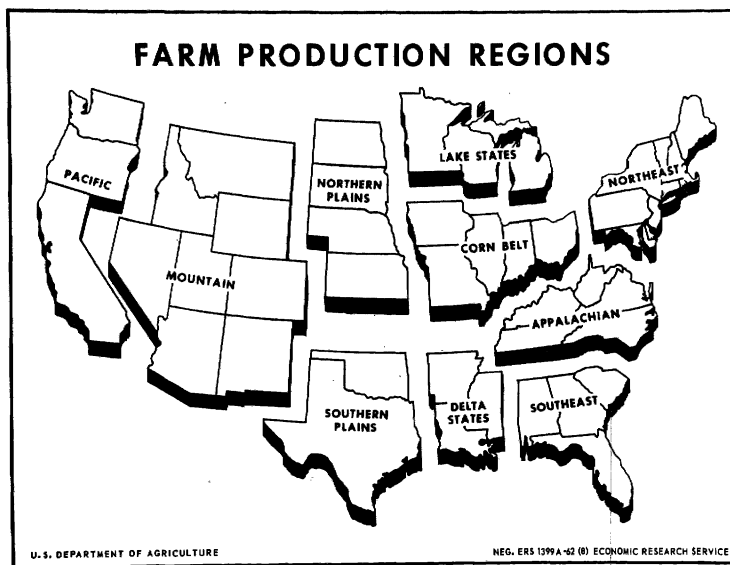 FARM PRODUCTION REGIONS
LAKE STATES
PACIFIC
NORTHERN
PLAINS
NORTHEAST
CORN BELT
MOUNTAIN
APPALACHIAN
SOUTHERN
PLAINS
DELTA
STATES
SOUTHEAST
U.S. DEPARTMENT OF AGRICULTURE
NEG. ERS 1399A-62 (8) ECONOMIC RESEARCH SERVICE